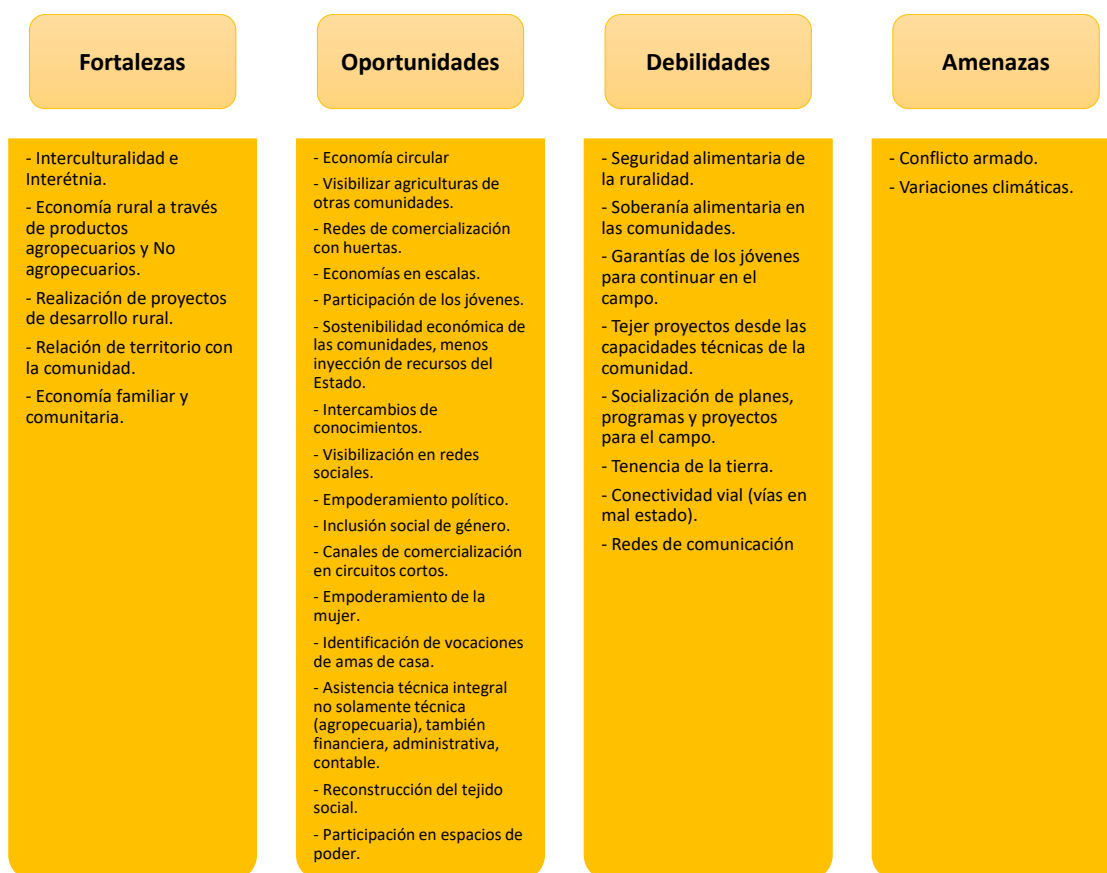 Fortalezas
- Interculturalidad e
Interétnia.
- Economía rural a través
de productos
agropecuarios y No
agropecuarios.
- Realización de proyectos
de desarrollo rural.
- Relación de territorio con
la comunidad.
- Economía familiar y
comunitaria.
Oportunidades
- Economía circular
- Visibilizar agriculturas de
otras comunidades.
- Redes de comercialización
con huertas.
- Economías en escalas.
- Participación de los jóvenes.
- Sostenibilidad económica de
las comunidades, menos
inyección de recursos del
Estado.
- Intercambios de
conocimientos.
- Visibilización en redes
sociales.
- Empoderamiento político.
- Inclusión social de género.
- Canales de comercialización
en circuitos cortos.
- Empoderamiento de la
mujer.
- Identificación de vocaciones
de amas de casa.
- Asistencia técnica integral
no solamente técnica
(agropecuaria), también
financiera, administrativa,
contable.
- Reconstrucción del tejido
social.
- Participación en espacios de
poder.
Debilidades
- Seguridad alimentaria de
la ruralidad.
- Soberanía alimentaria en
las comunidades.
- Garantías de los jóvenes
para continuar en el
campo.
- Tejer proyectos desde las
capacidades técnicas de la
comunidad.
- Socialización de planes,
programas y proyectos
para el campo.
- Tenencia de la tierra.
- Conectividad vial (vías en
mal estado).
- Redes de comunicación
Amenazas
- Conflicto armado.
- Variaciones climáticas.